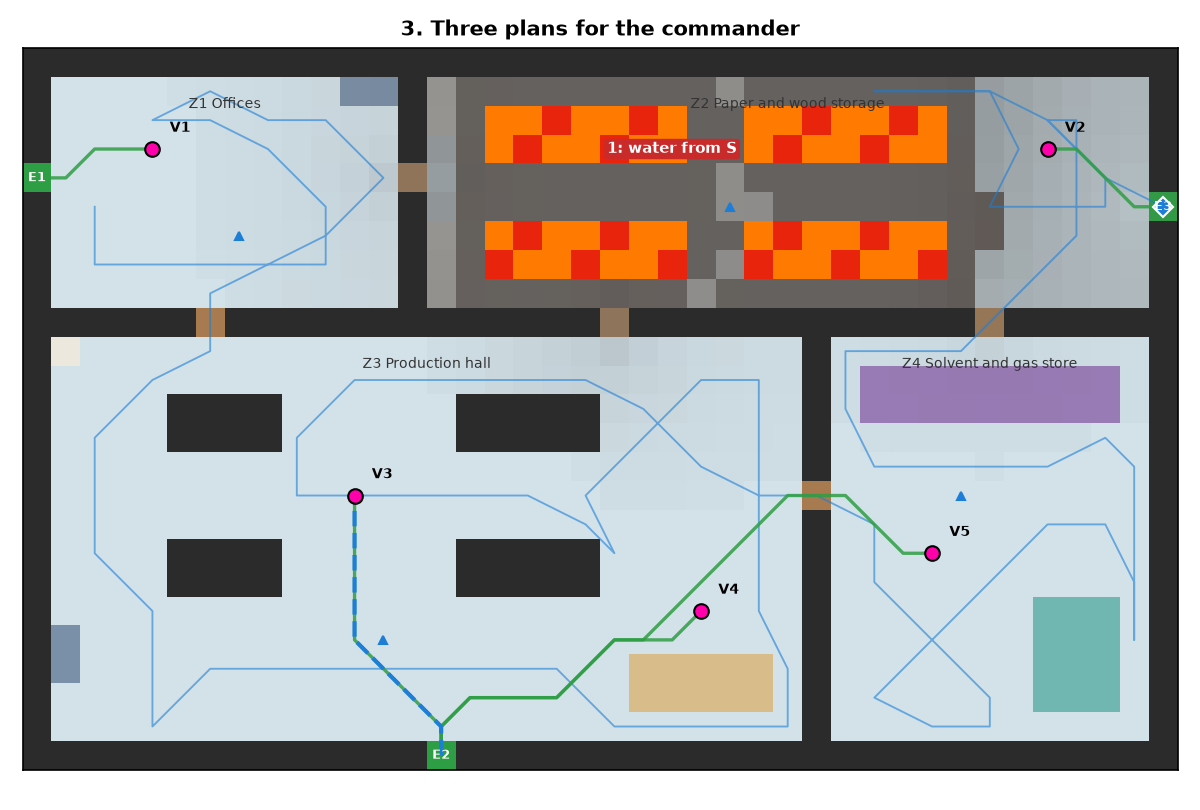 3. Three plans for the commander
Z1 Offices
Z2 Paper and wood storage
V1
V2
1: water from S
E1
Z3 Production hall
Z4 Solvent and gas store
V3
V5
V4
E2